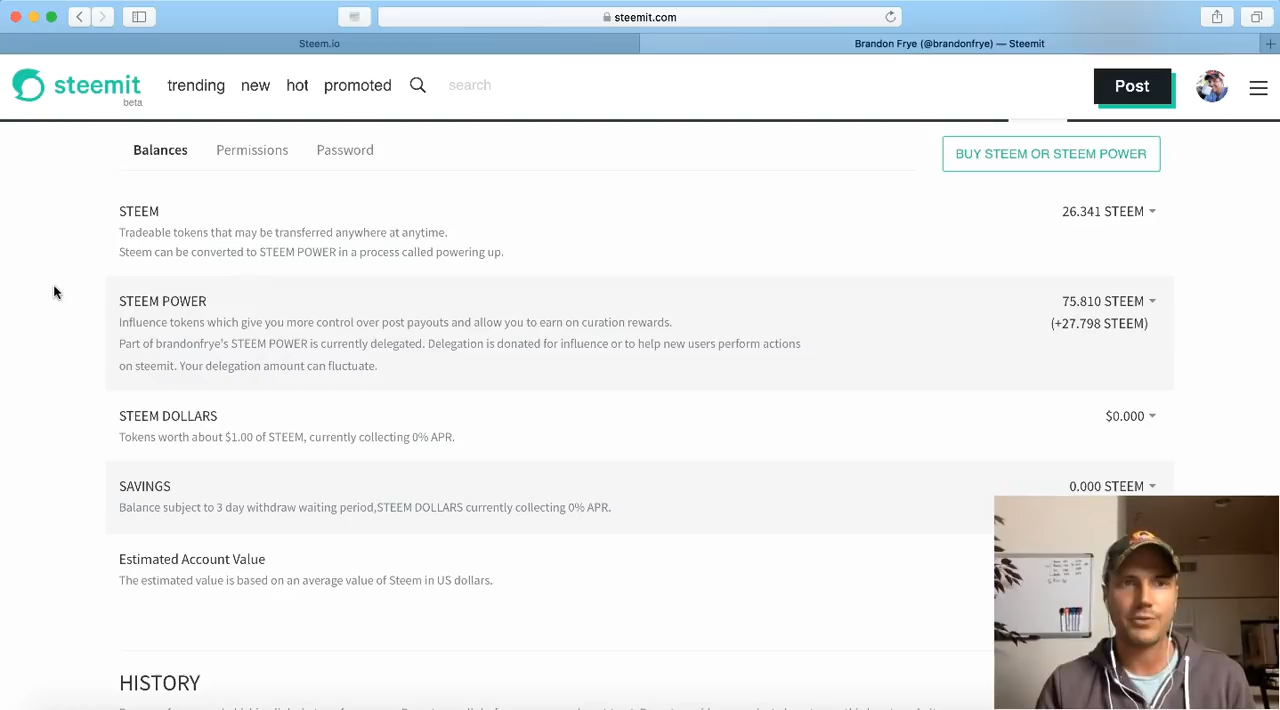 steemit.com
Steem.io
Brandon Frye (@brandonfrye) — Steemit
steemit
beta
trending new hot promoted search
Post
Balances Permissions Password
BUY STEEM OR STEEM POWER
STEEM
26.341 STEEM
Tradeable tokens that may be transferred anywhere at anytime.
Steem can be converted to STEEM POWER in a process called powering up.
STEEM POWER
75.810 STEEM
Influence tokens which give you more control over post payouts and allow you to earn on curation rewards.
(+27.798 STEEM)
Part of brandonfrye's STEEM POWER is currently delegated. Delegation is donated for influence or to help new users perform actions
on steemit. Your delegation amount can fluctuate.
STEEM DOLLARS
$0.000
Tokens worth about $1.00 of STEEM, currently collecting 0% APR.
SAVINGS
0.000 STEEM
Balance subject to 3 day withdraw waiting period,STEEM DOLLARS currently collecting 0% APR.
Estimated Account Value
The estimated value is based on an average value of Steem in US dollars.
HISTORY